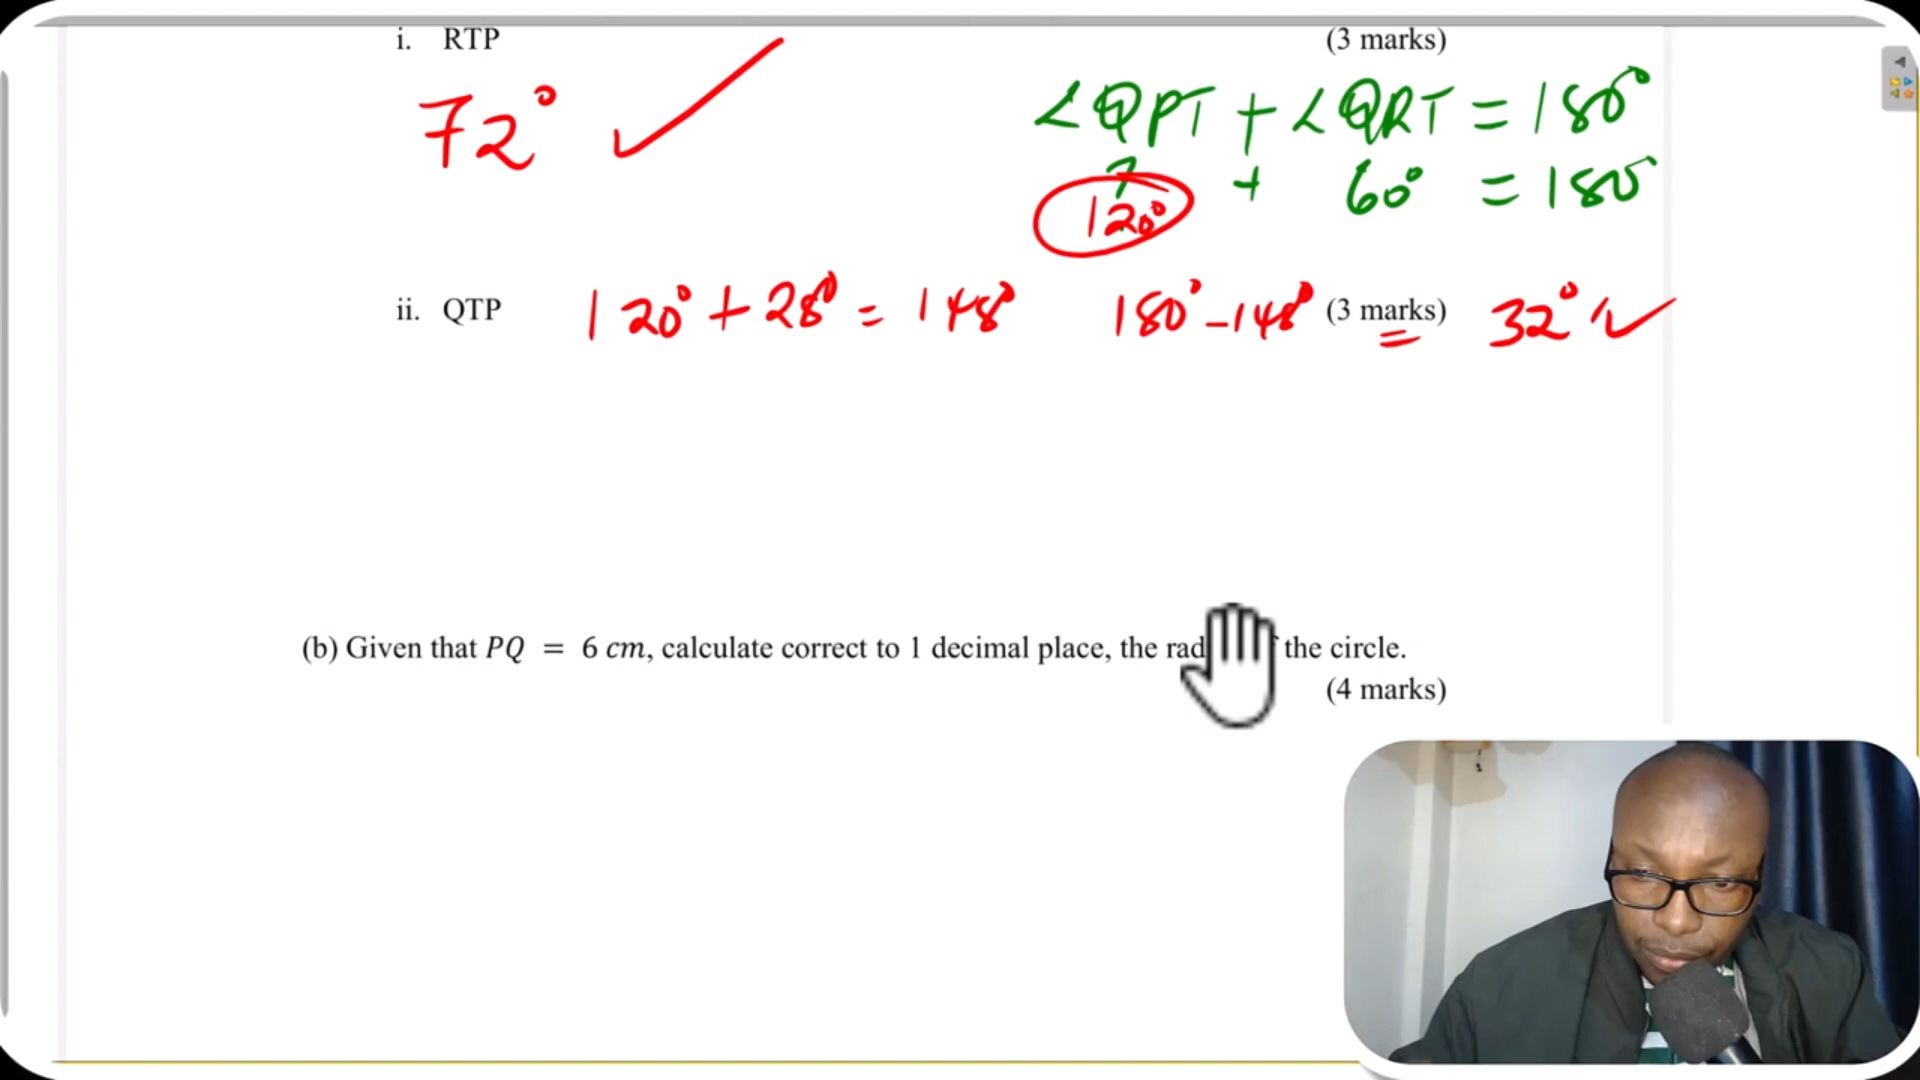 i. RTP (3 marks)
72°
∠QPT + ∠QRT = 180°
? + 60° = 180°
120°
ii. QTP 120° + 28° = 148° 180° - 148° (3 marks) = 32°
(b) Given that PQ = 6 cm, calculate correct to 1 decimal place, the rad the circle.
(4 marks)